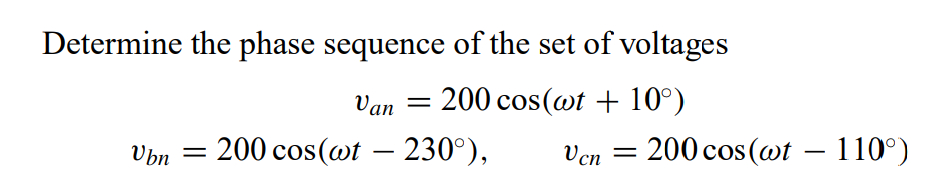 Determine the phase sequence of the set of voltages
v_an = 200 cos(ωt + 10°)
v_bn = 200 cos(ωt − 230°), v_cn = 200 cos(ωt − 110°)